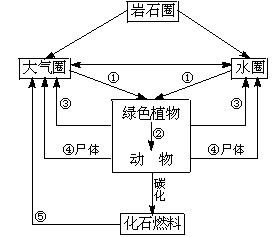 岩石圈
大气圈
水圈
① ①
③ 绿色植物 ③
②
④尸体 动物 ④尸体
碳化
⑤ 化石燃料